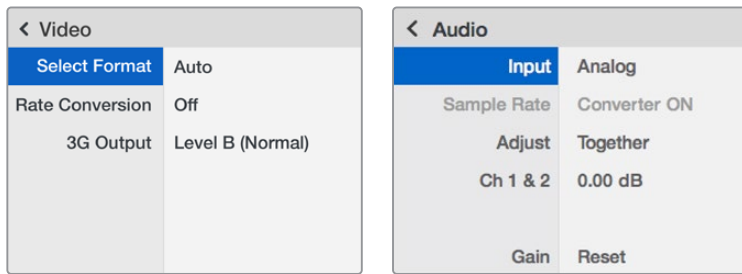 < Video
Select Format Auto
Rate Conversion Off
3G Output Level B (Normal)
< Audio
Input Analog
Sample Rate Converter ON
Adjust Together
Ch 1 & 2 0.00 dB
Gain Reset